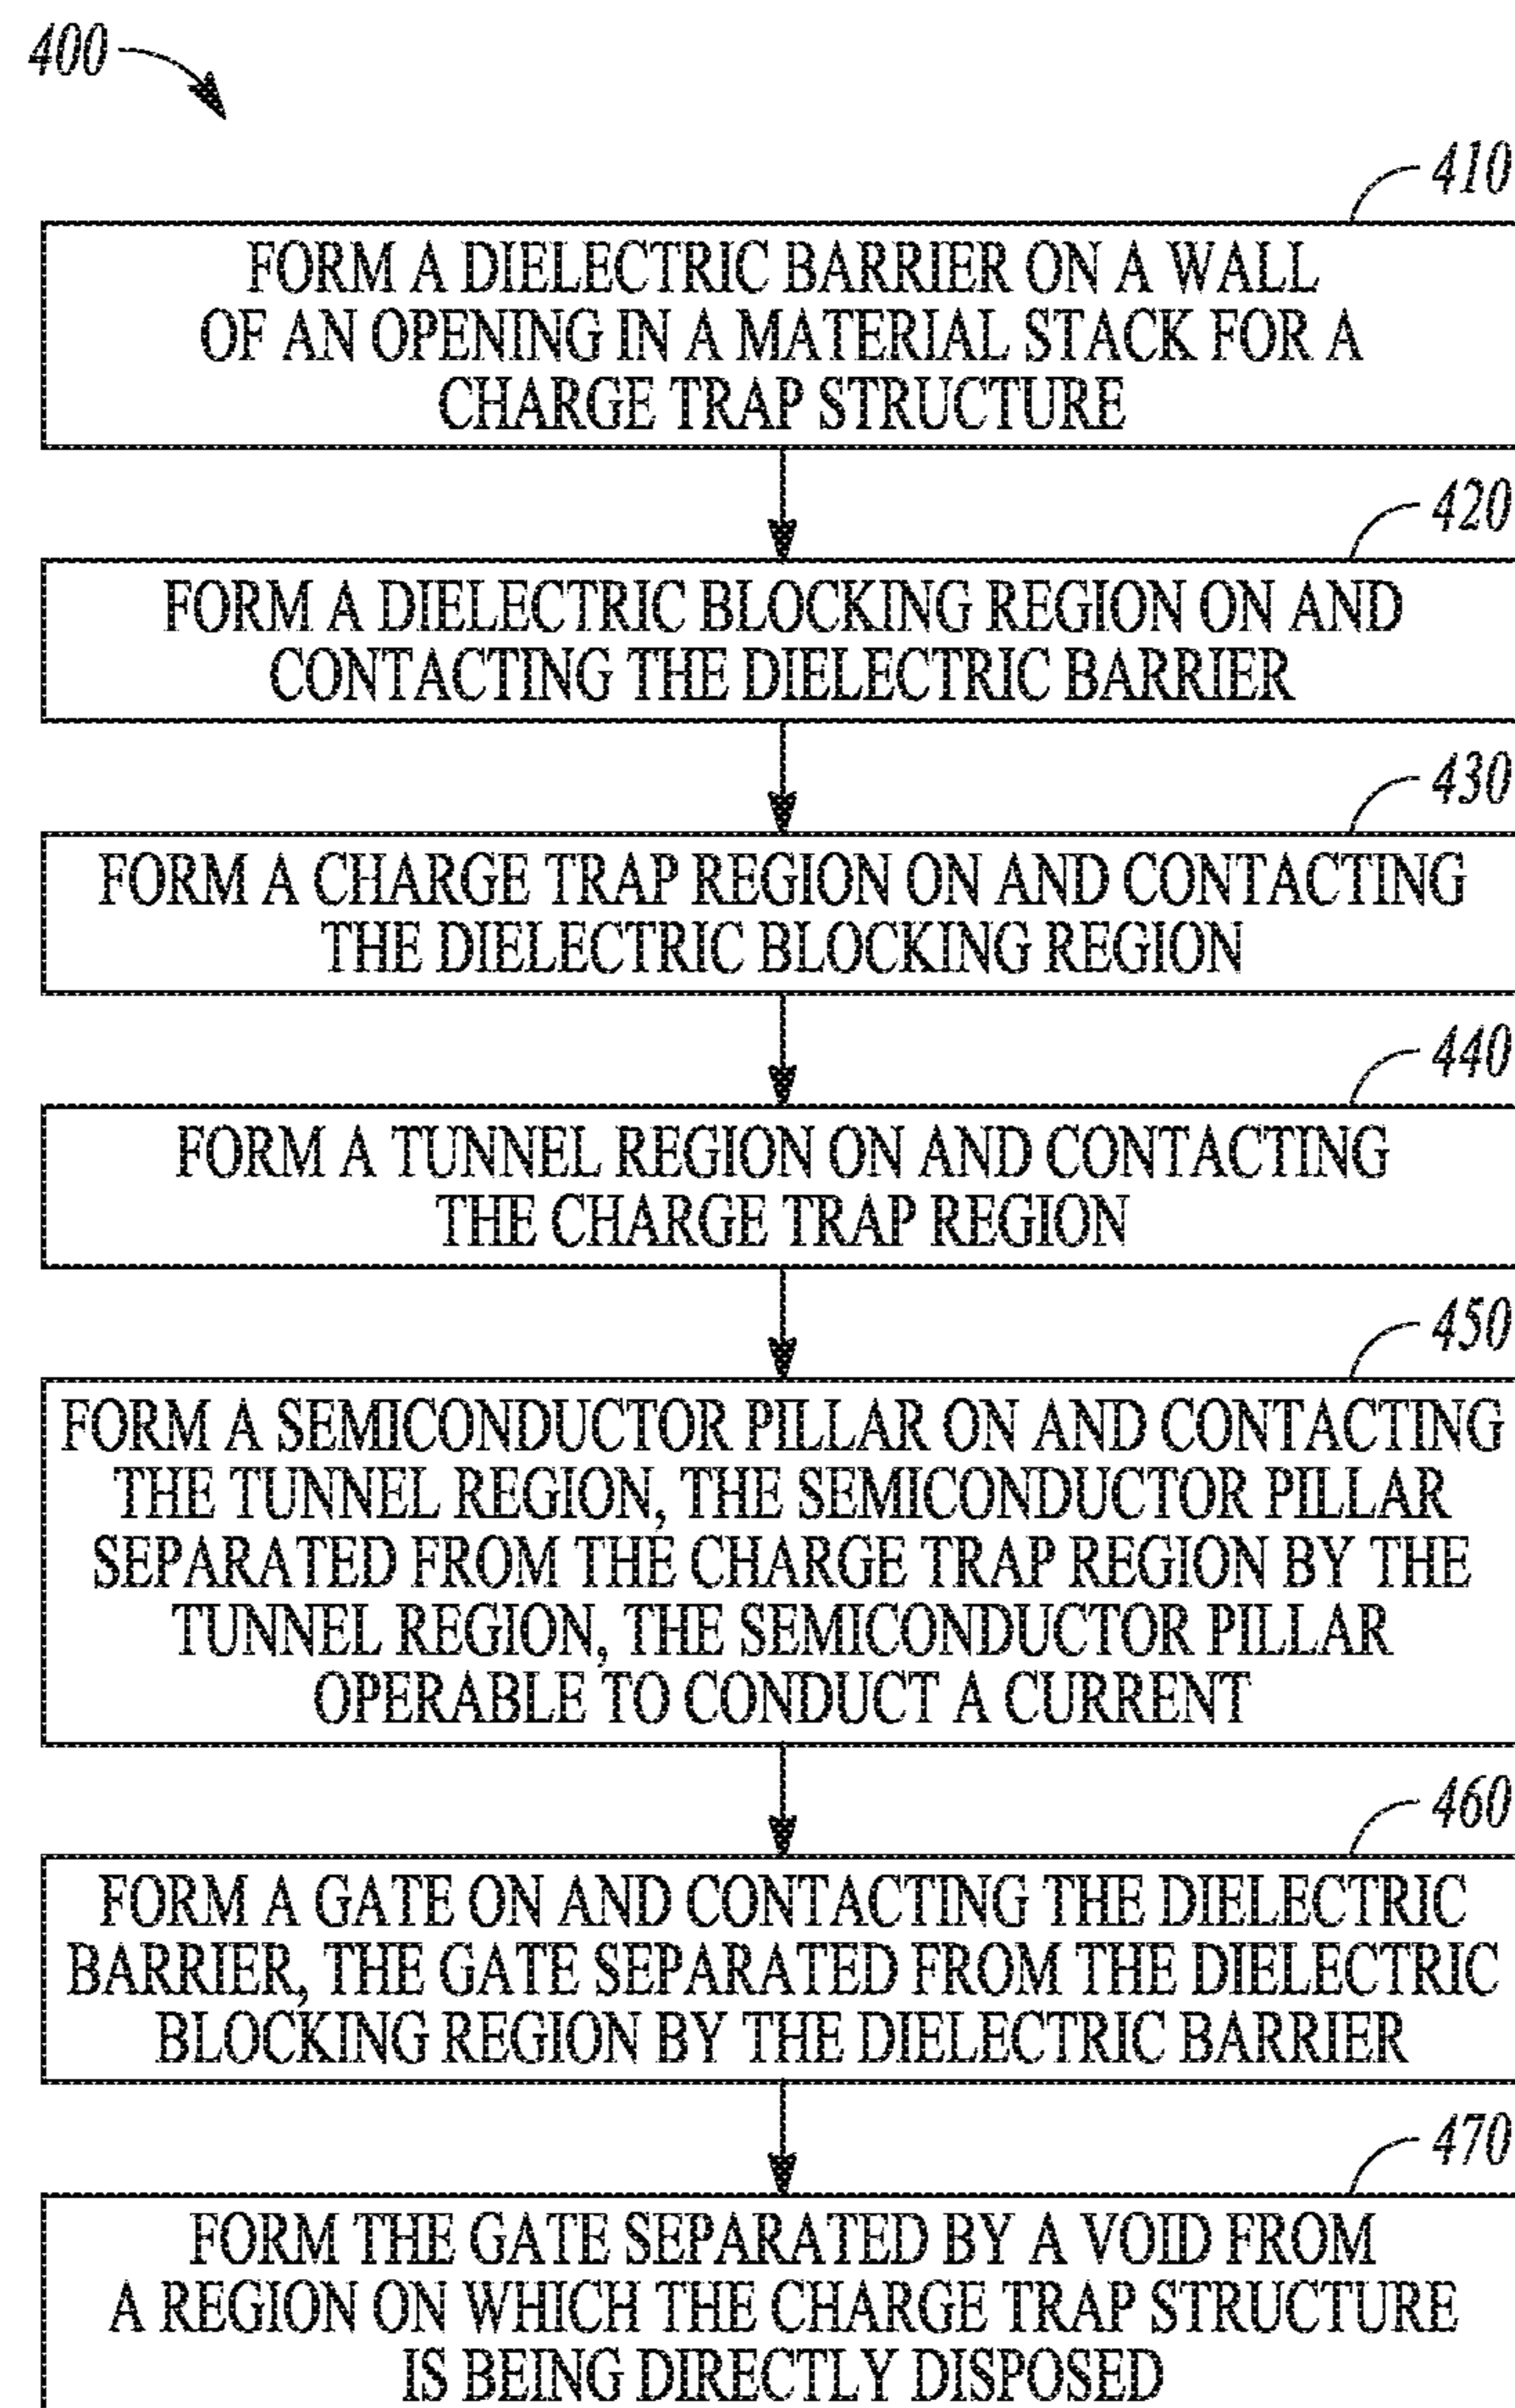 400
410
FORM A DIELECTRIC BARRIER ON A WALL
OF AN OPENING IN A MATERIAL STACK FOR A
CHARGE TRAP STRUCTURE
420
FORM A DIELECTRIC BLOCKING REGION ON AND
CONTACTING THE DIELECTRIC BARRIER
430
FORM A CHARGE TRAP REGION ON AND CONTACTING
THE DIELECTRIC BLOCKING REGION
440
FORM A TUNNEL REGION ON AND CONTACTING
THE CHARGE TRAP REGION
450
FORM A SEMICONDUCTOR PILLAR ON AND CONTACTING
THE TUNNEL REGION, THE SEMICONDUCTOR PILLAR
SEPARATED FROM THE CHARGE TRAP REGION BY THE
TUNNEL REGION, THE SEMICONDUCTOR PILLAR
OPERABLE TO CONDUCT A CURRENT
460
FORM A GATE ON AND CONTACTING THE DIELECTRIC
BARRIER, THE GATE SEPARATED FROM THE DIELECTRIC
BLOCKING REGION BY THE DIELECTRIC BARRIER
470
FORM THE GATE SEPARATED BY A VOID FROM
A REGION ON WHICH THE CHARGE TRAP STRUCTURE
IS BEING DIRECTLY DISPOSED